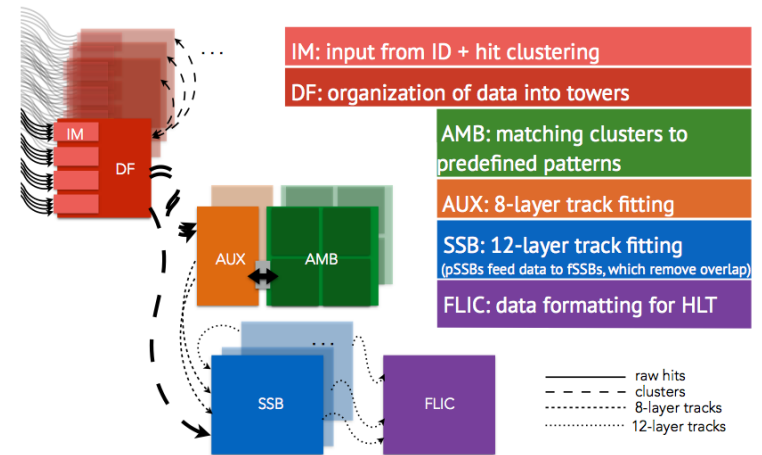 IM: input from ID + hit clustering
DF: organization of data into towers
AMB: matching clusters to
predefined patterns
AUX: 8-layer track fitting
SSB: 12-layer track fitting
(pSSBs feed data to fSSBs, which remove overlap)
FLIC: data formatting for HLT
...
IM
DF
AUX
AMB
...
SSB
FLIC
raw hits
clusters
8-layer tracks
12-layer tracks